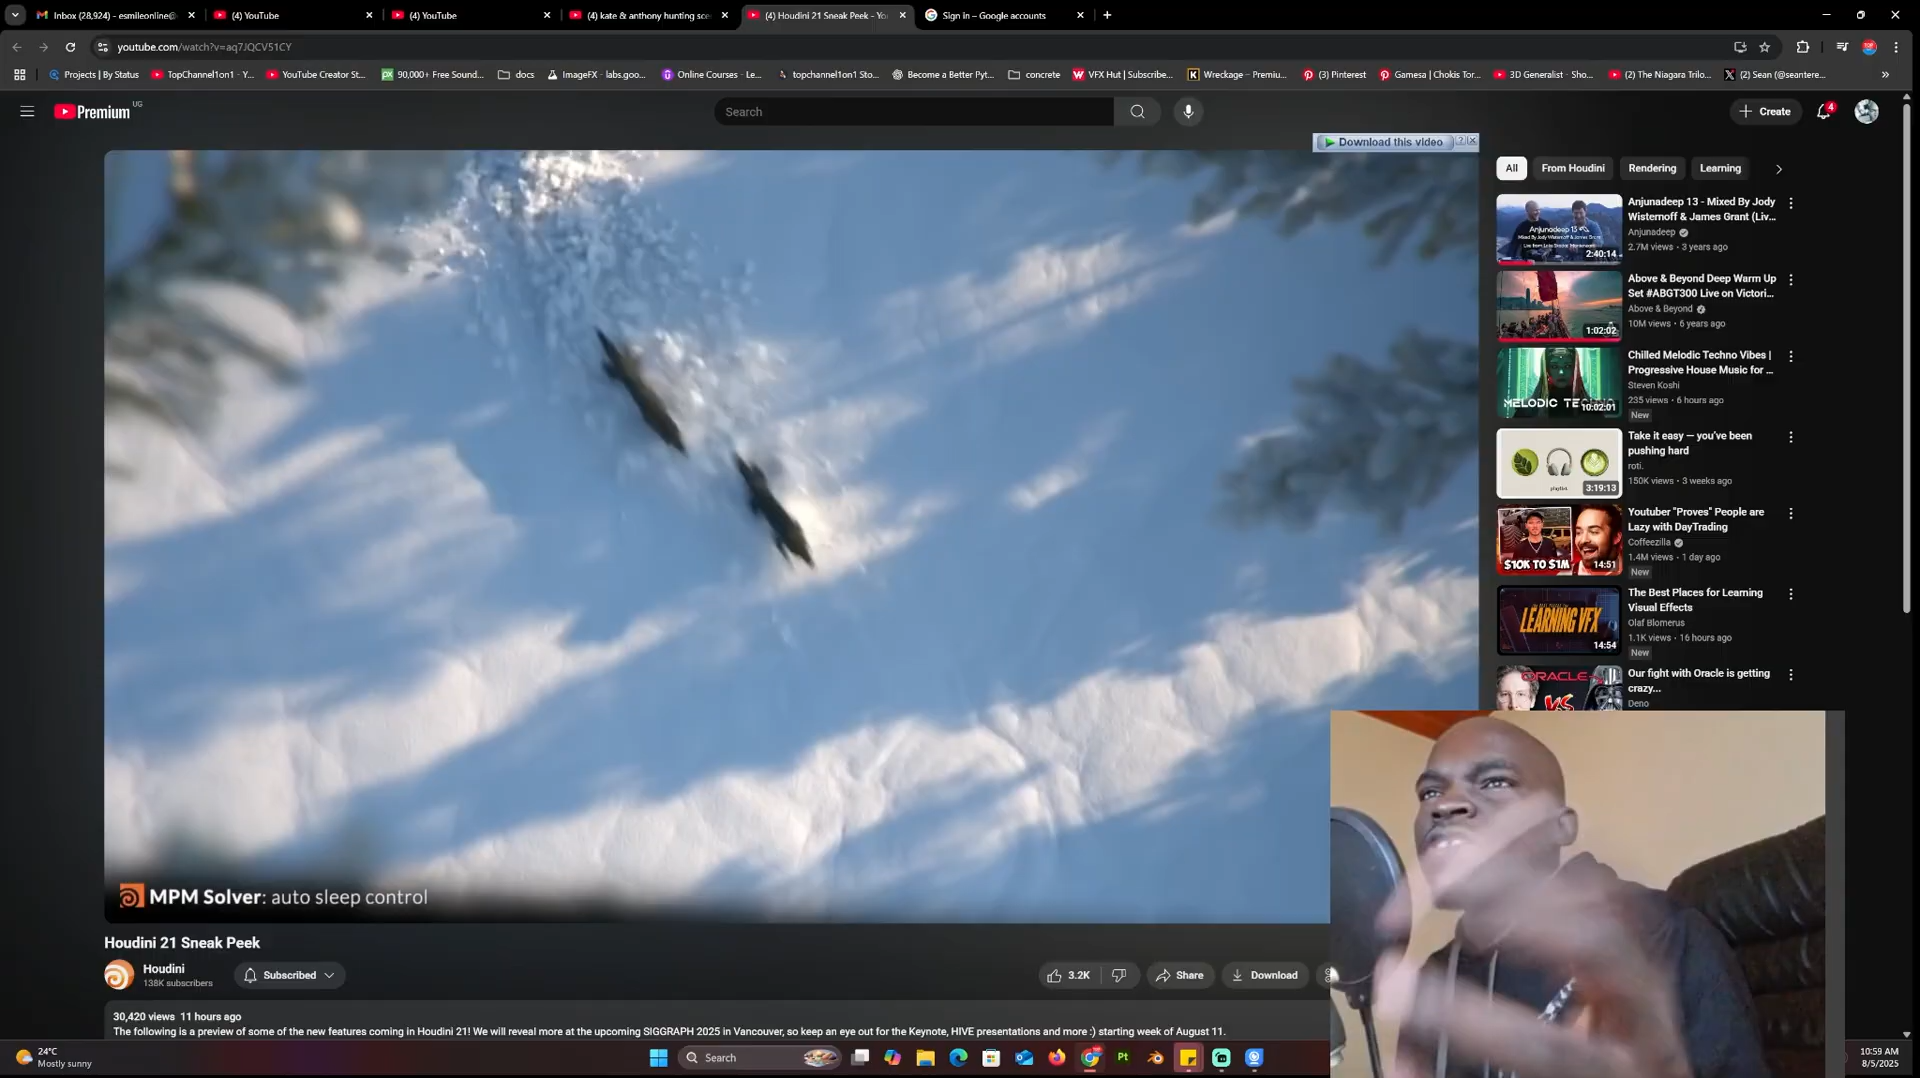 Inbox (28,924) - esmileonline@
(4) YouTube
(4) YouTube
(4) kate & anthony hunting sce
(4) Houdini 21 Sneak Peek - Yo
Sign in – Google accounts
youtube.com/watch?v=aq7JQCV51CY
Projects | By Status
TopChannel1on1 - Y...
YouTube Creator St...
90,000+ Free Sound...
docs
ImageFX - labs.goo...
Online Courses - Le...
topchannel1on1 Sto...
Become a Better Pyt...
concrete
VFX Hut | Subscribe...
Wreckage – Premiu...
(3) Pinterest
Gamesa | Chokis Tor...
3D Generalist - Sho...
(2) The Niagara Trilo...
(2) Sean (@seantere...
Premium
UG
Search
Create
4
Download this video
All
From Houdini
Rendering
Learning
Anjunadeep 13 - Mixed By Jody
Wisternoff & James Grant (Liv...
Anjunadeep
2.7M views • 3 years ago
2:40:14
Above & Beyond Deep Warm Up
Set #ABGT300 Live on Victori...
Above & Beyond
10M views • 6 years ago
1:02:02
Chilled Melodic Techno Vibes |
Progressive House Music for ...
Steven Koshi
235 views • 6 hours ago
New
10:02:01
Take it easy — you've been
pushing hard
roti.
150K views • 3 weeks ago
3:19:13
Youtuber "Proves" People are
Lazy with DayTrading
Coffeezilla
1.4M views • 1 day ago
New
$10K TO $1M
14:51
The Best Places for Learning
Visual Effects
Olaf Blomerus
1.1K views • 16 hours ago
New
LEARNING VFX
14:54
Our fight with Oracle is getting
crazy...
Deno
ORACLE
VS
MPM Solver: auto sleep control
Houdini 21 Sneak Peek
Houdini
138K subscribers
Subscribed
3.2K
Share
Download
30,420 views 11 hours ago
The following is a preview of some of the new features coming in Houdini 21! We will reveal more at the upcoming SIGGRAPH 2025 in Vancouver, so keep an eye out for the Keynote, HIVE presentations and more :) starting week of August 11.
24°C
Mostly sunny
Search
Pt
10:59 AM
8/5/2025